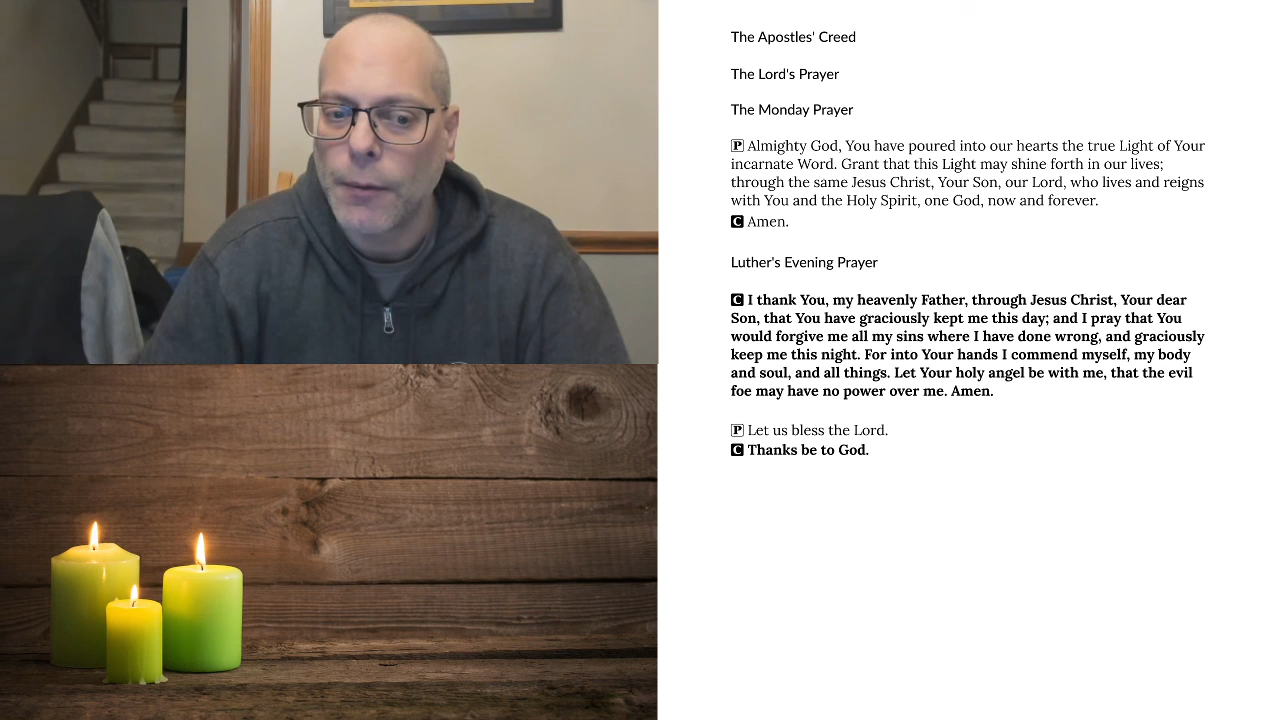 The Apostles' Creed
The Lord's Prayer
The Monday Prayer
P Almighty God, You have poured into our hearts the true Light of Your
incarnate Word. Grant that this Light may shine forth in our lives;
through the same Jesus Christ, Your Son, our Lord, who lives and reigns
with You and the Holy Spirit, one God, now and forever.
C Amen.
Luther's Evening Prayer
C I thank You, my heavenly Father, through Jesus Christ, Your dear
Son, that You have graciously kept me this day; and I pray that You
would forgive me all my sins where I have done wrong, and graciously
keep me this night. For into Your hands I commend myself, my body
and soul, and all things. Let Your holy angel be with me, that the evil
foe may have no power over me. Amen.
P Let us bless the Lord.
C Thanks be to God.